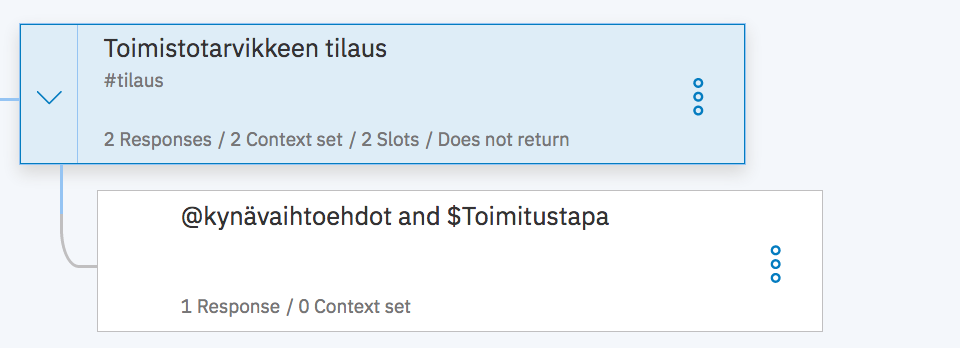 Toimistotarvikkeen tilaus
#tilaus
2 Responses / 2 Context set / 2 Slots / Does not return
@kynävaihtoehdot and $Toimitustapa
1 Response / 0 Context set